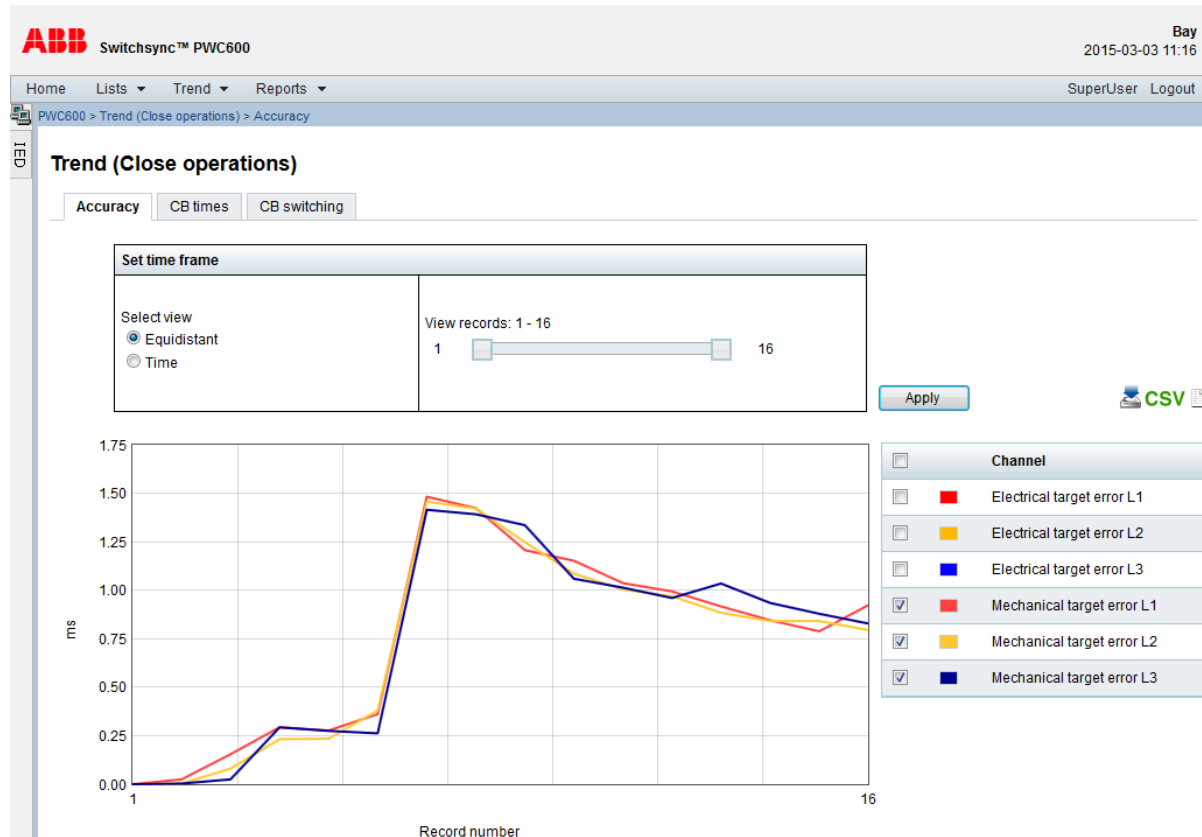 ABB Switchsync™ PWC600
Bay
2015-03-03 11:16
Home Lists Trend Reports SuperUser Logout
PWC600 > Trend (Close operations) > Accuracy
IED
Trend (Close operations)
Accuracy CB times CB switching
Set time frame
Select view
Equidistant
Time
View records: 1 - 16
1 16
Apply
CSV
1.75
1.50
1.25
1.00
0.75
0.50
0.25
0.00
ms
1 16
Record number
Channel
Electrical target error L1
Electrical target error L2
Electrical target error L3
Mechanical target error L1
Mechanical target error L2
Mechanical target error L3